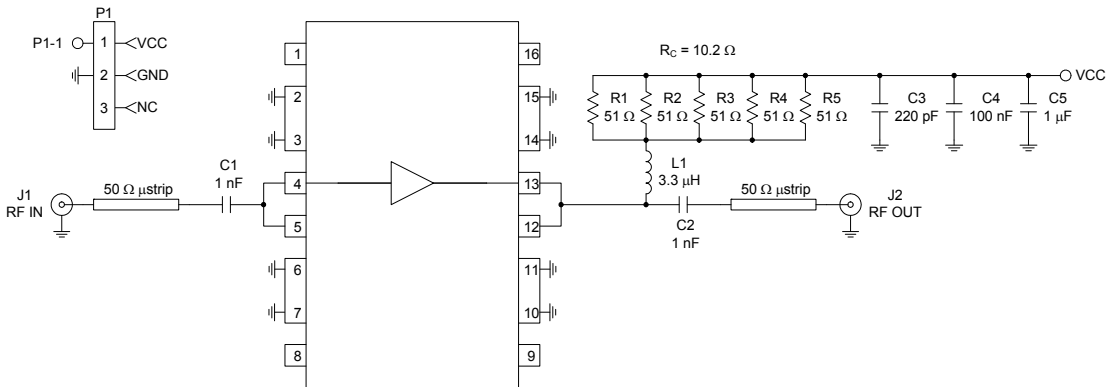 P1
P1-1
1
VCC
2
GND
3
NC
J1
RF IN
50 Ω µstrip
C1
1 nF
1
2
3
4
5
6
7
8
16
15
14
13
12
11
10
9
R_C = 10.2 Ω
R1
51 Ω
R2
51 Ω
R3
51 Ω
R4
51 Ω
R5
51 Ω
C3
220 pF
C4
100 nF
C5
1 µF
VCC
L1
3.3 µH
C2
1 nF
50 Ω µstrip
J2
RF OUT